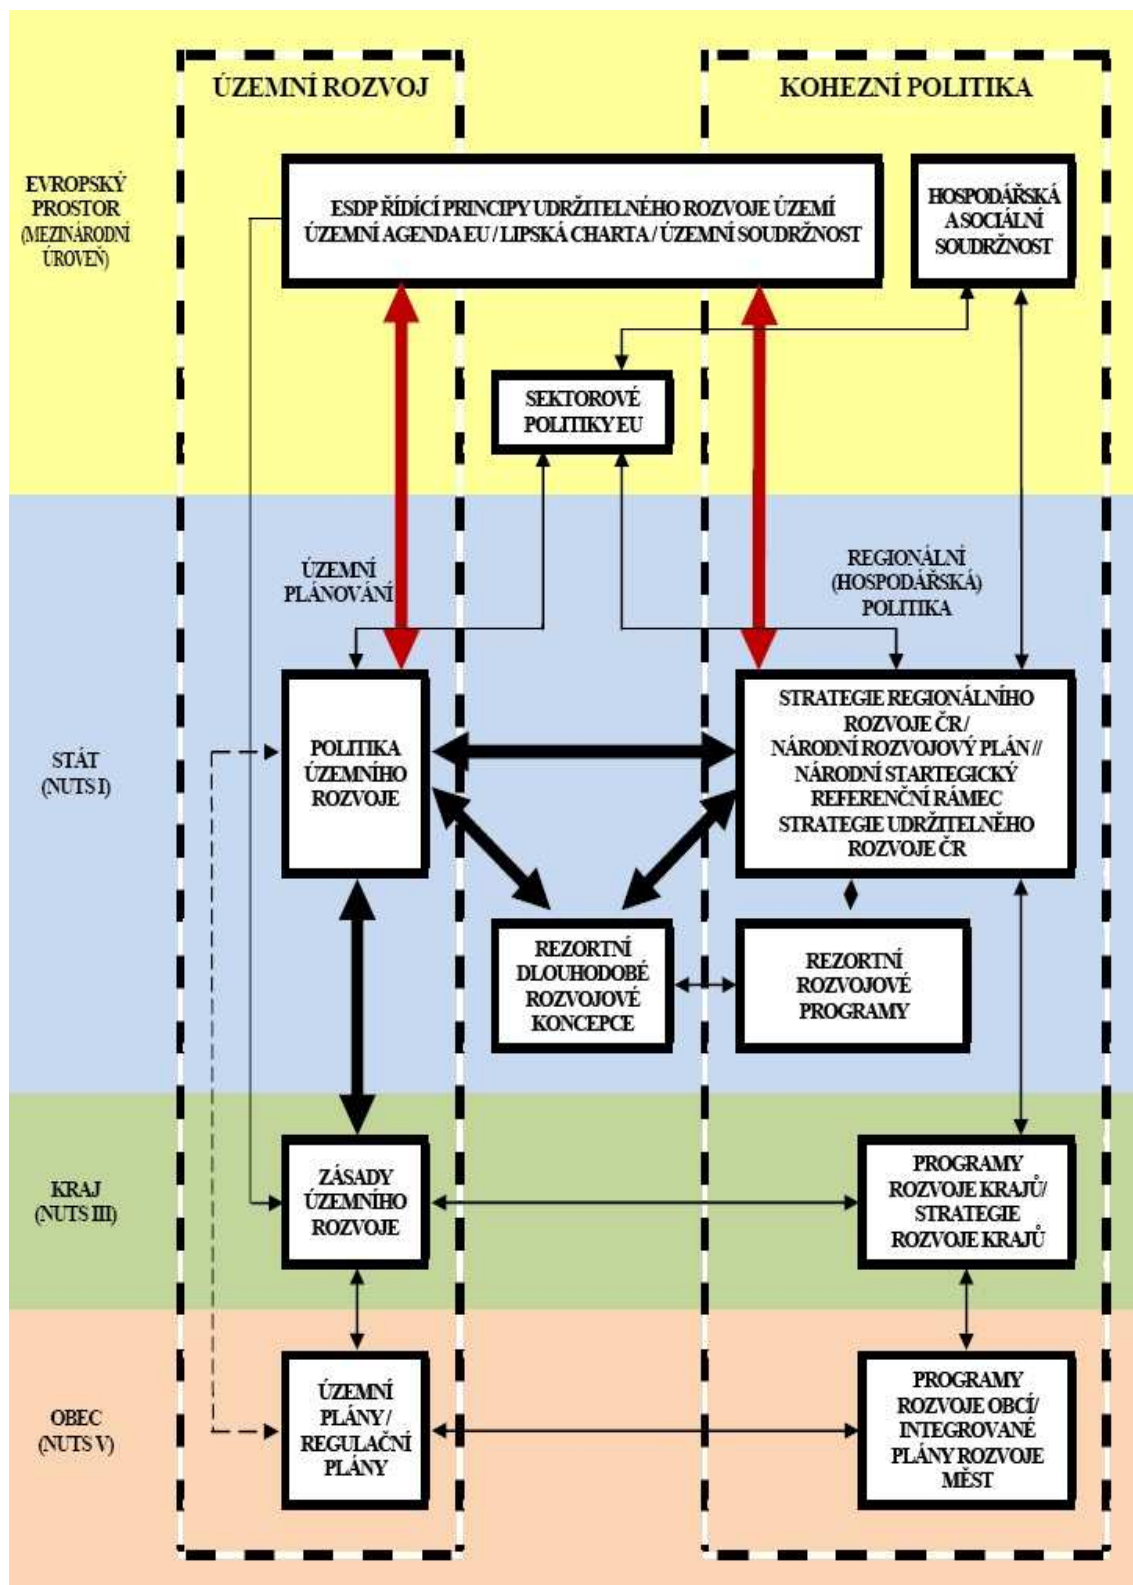 ÚZEMNÍ ROZVOJ
KOHEZNÍ POLITIKA
EVROPSKÝ
PROSTOR
(MEZINÁRODNÍ
ÚROVEŇ)
ESDP ŘÍDÍCÍ PRINCIPY UDRŽITELNÉHO ROZVOJE ÚZEMÍ
ÚZEMNÍ AGENDA EU / LIPSKÁ CHARTA / ÚZEMNÍ SOUDRŽNOST
HOSPODÁŘSKÁ
A SOCIÁLNÍ
SOUDRŽNOST
SEKTOROVÉ
POLITIKY EU
ÚZEMNÍ
PLÁNOVÁNÍ
REGIONÁLNÍ
(HOSPODÁŘSKÁ)
POLITIKA
STÁT
(NUTS I)
POLITIKA
ÚZEMNÍHO
ROZVOJE
STRATEGIE REGIONÁLNÍHO
ROZVOJE ČR /
NÁRODNÍ ROZVOJOVÝ PLÁN //
NÁRODNÍ STARTEGICKÝ
REFERENČNÍ RÁMEC
STRATEGIE UDRŽITELNĚHO
ROZVOJE ČR
REZORTNÍ
DLOUHODOBÉ
ROZVOJOVÉ
KONCEPCE
REZORTNÍ
ROZVOJOVÉ
PROGRAMY
KRAJ
(NUTS III)
ZÁSADY
ÚZEMNÍHO
ROZVOJE
PROGRAMY
ROZVOJE KRAJŮ/
STRATEGIE
ROZVOJE KRAJŮ
OBEC
(NUTS V)
ÚZEMNÍ
PLÁNY /
REGULAČNÍ
PLÁNY
PROGRAMY
ROZVOJE OBCÍ/
INTEGROVANÉ
PLÁNY ROZVOJE
MĚST